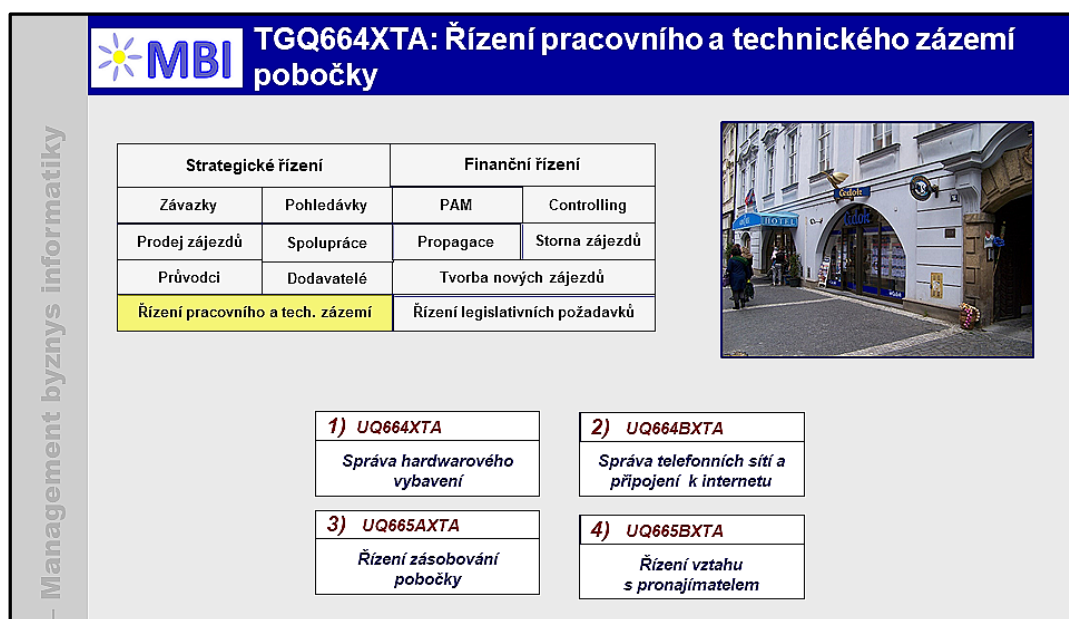 MBI
TGQ664XTA: Řízení pracovního a technického zázemí
pobočky
– Management byznys informatiky
Strategické řízení
Finanční řízení
Závazky
Pohledávky
PAM
Controlling
Prodej zájezdů
Spolupráce
Propagace
Storna zájezdů
Průvodci
Dodavatelé
Tvorba nových zájezdů
Řízení pracovního a tech. zázemí
Řízení legislativních požadavků
Čedok
HOTEL
Čedok
1) UQ664XTA
Správa hardwarového
vybavení
2) UQ664BXTA
Správa telefonních sítí a
připojení k internetu
3) UQ665AXTA
Řízení zásobování
pobočky
4) UQ665BXTA
Řízení vztahu
s pronajímatelem